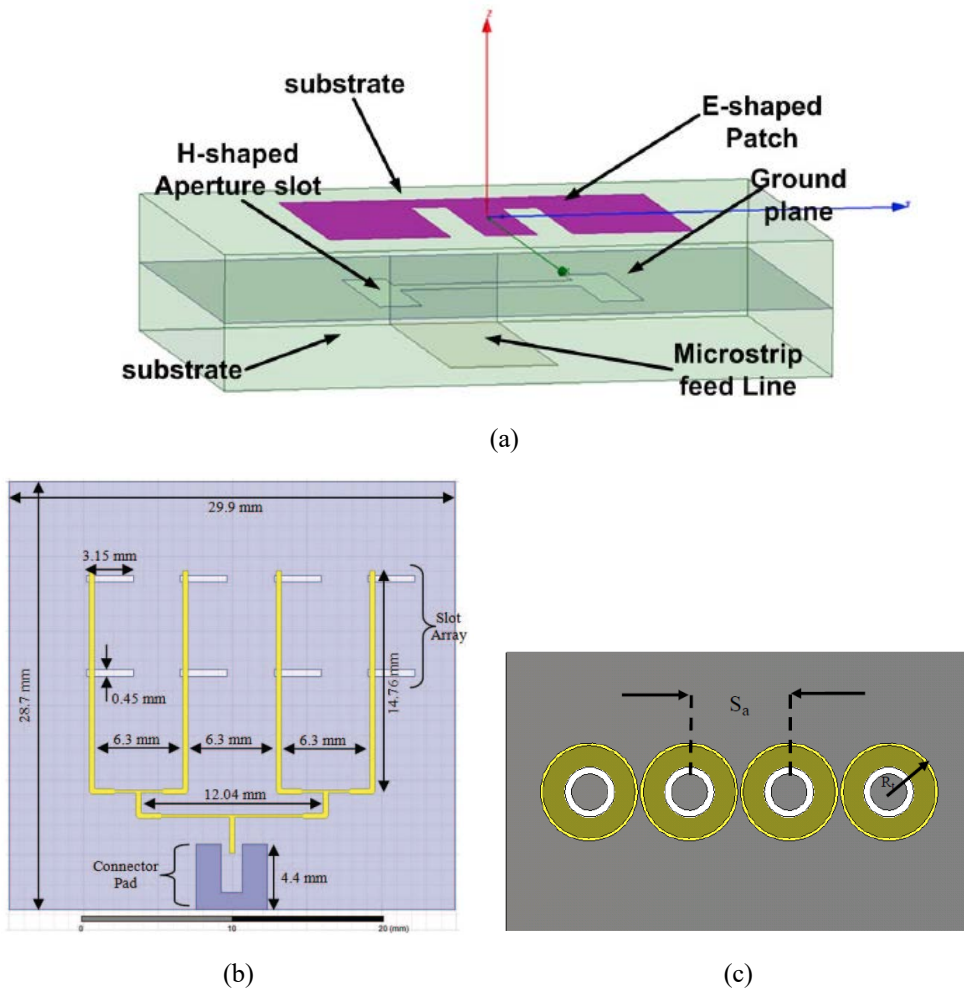 z
substrate
E-shaped
Patch
H-shaped
Aperture slot
Ground
plane
substrate
Microstrip
feed Line
(a)
29.9 mm
3.15 mm
Slot
Array
28.7 mm
14.76 mm
0.45 mm
6.3 mm
6.3 mm
6.3 mm
12.04 mm
Connector
Pad
4.4 mm
0
10
20 (mm)
(b)
Sa
(c)